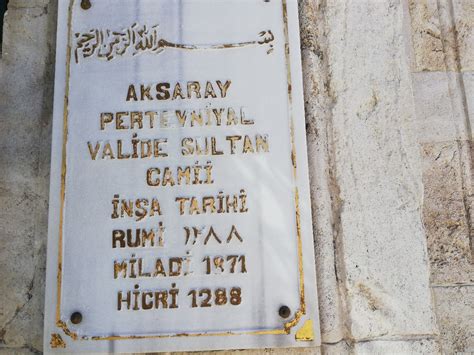 بسم الله الرحمن الرحيم
AKSARAY
PERTEVNİYAL
VALİDE SULTAN
CAMİİ
İNŞA TARİHİ
RUMİ ١٢٨٨
MİLADİ 1871
HİCRİ 1288